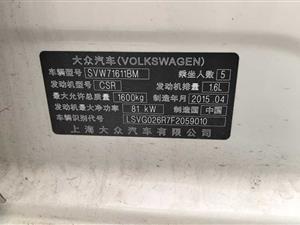 大众汽车(VOLKSWAGEN)
车辆型号 SVW71611BM 乘坐人数 5
发动机型号 CSR 发动机排量 1.6L
最大允许总质量 1600kg 制造年月 2015.04
发动机最大净功率 81 kW 制造国 中国
车辆识别代号 LSVG026R7F2059010
上海大众汽车有限公司